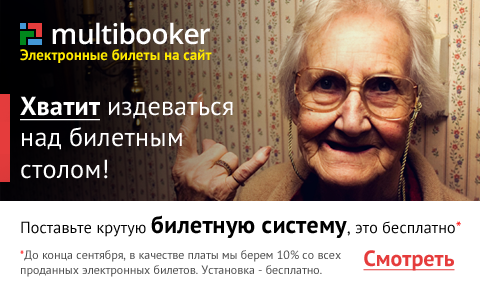 multibooker
Электронные билеты на сайт
Хватит издеваться
над билетным
столом!
Поставьте крутую билетную систему, это бесплатно*
*До конца сентября, в качестве платы мы берем 10% со всех
проданных электронных билетов. Установка - бесплатно.
Смотреть